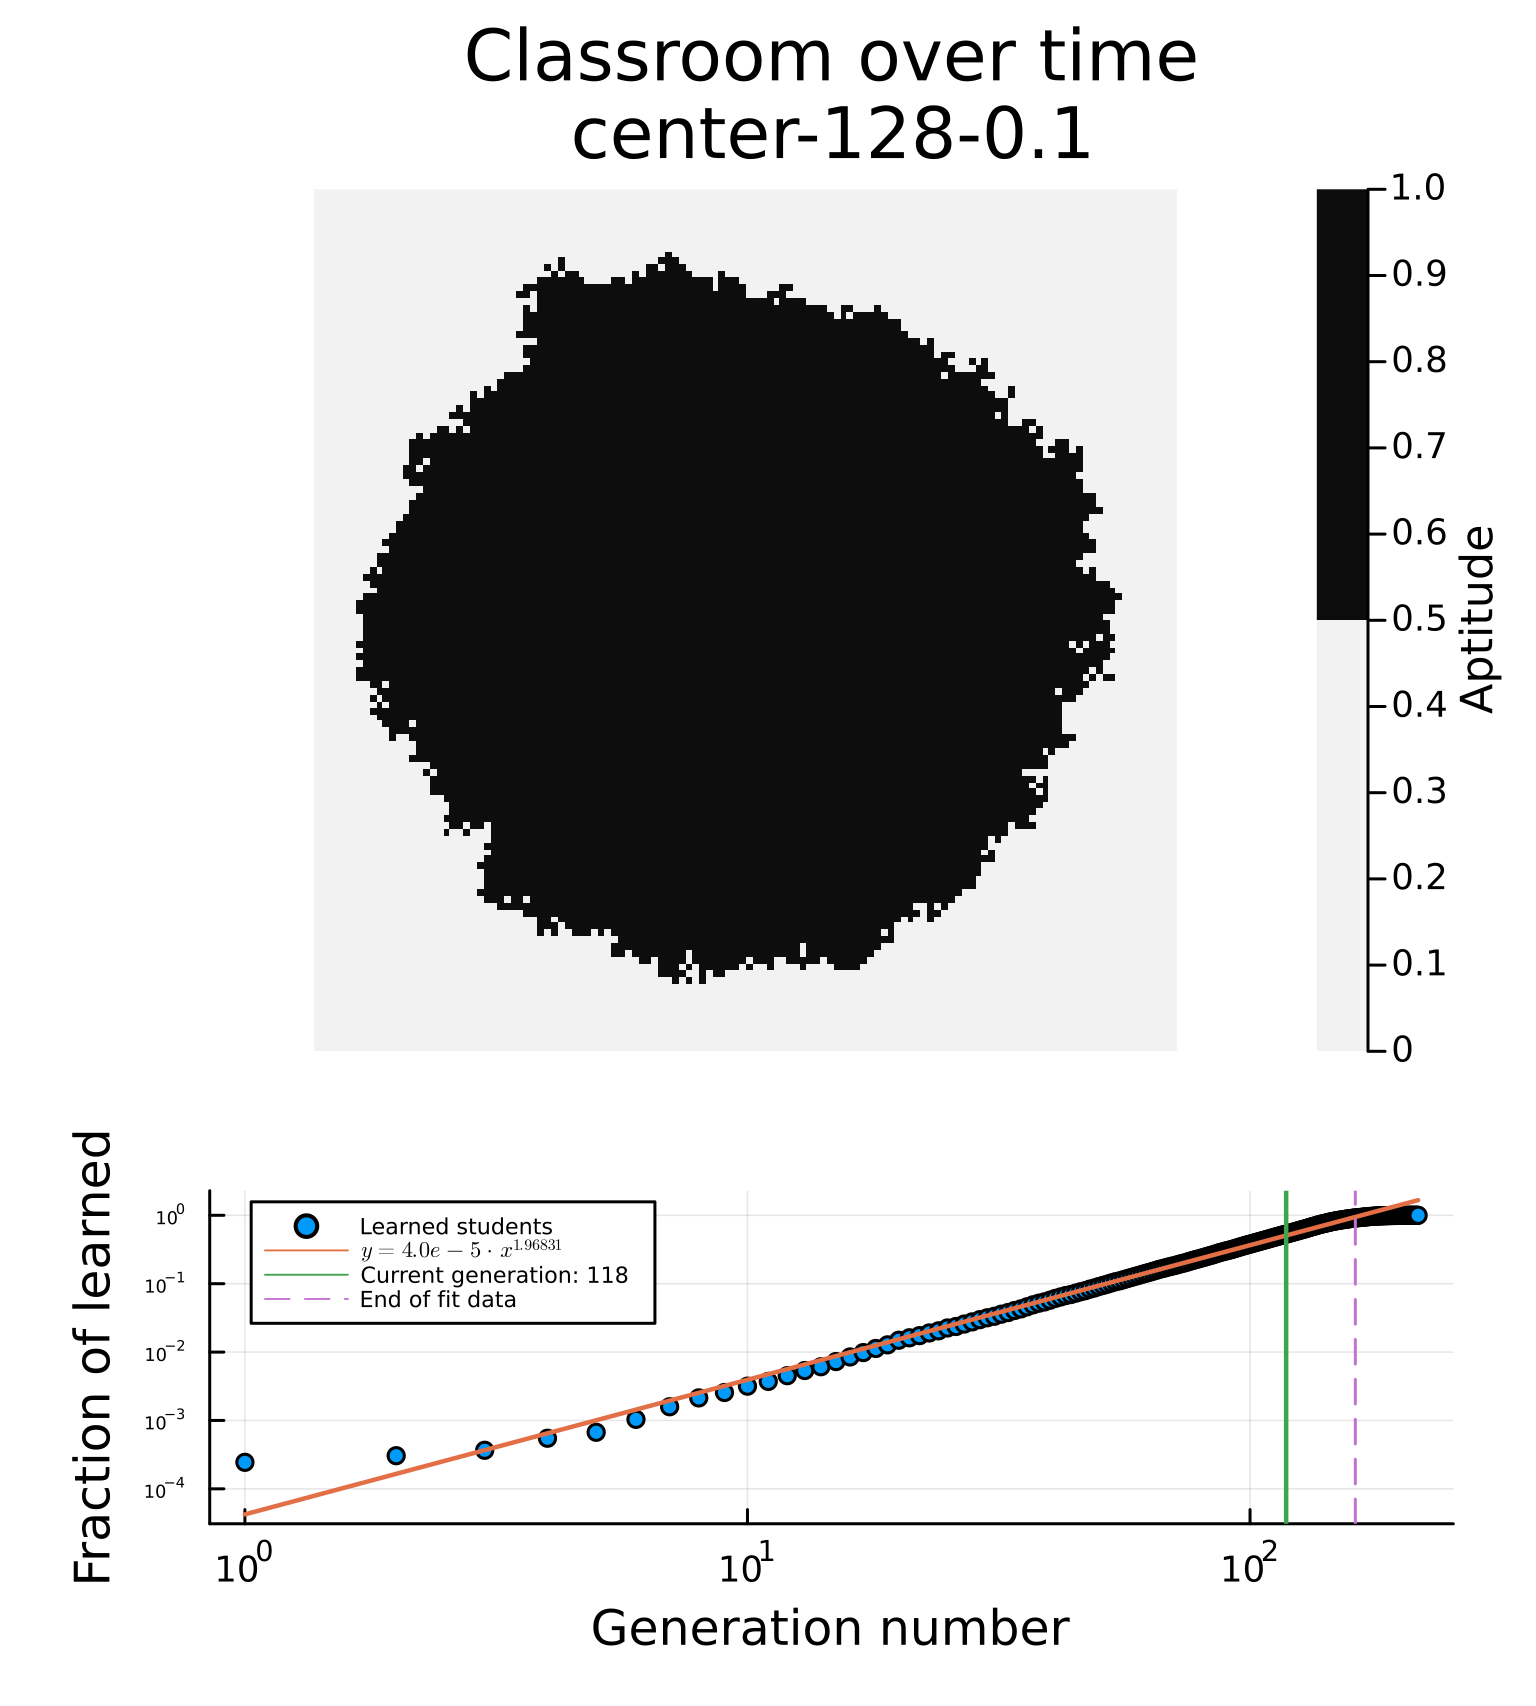 Classroom over time
center-128-0.1
1.0
0.9
0.8
0.7
0.6
0.5
0.4
0.3
0.2
0.1
0
Aptitude
Fraction of learned
10^0
10^-1
10^-2
10^-3
10^-4
Learned students
y = 4.0e − 5 · x^1.96831
Current generation: 118
End of fit data
10^0
10^1
10^2
Generation number